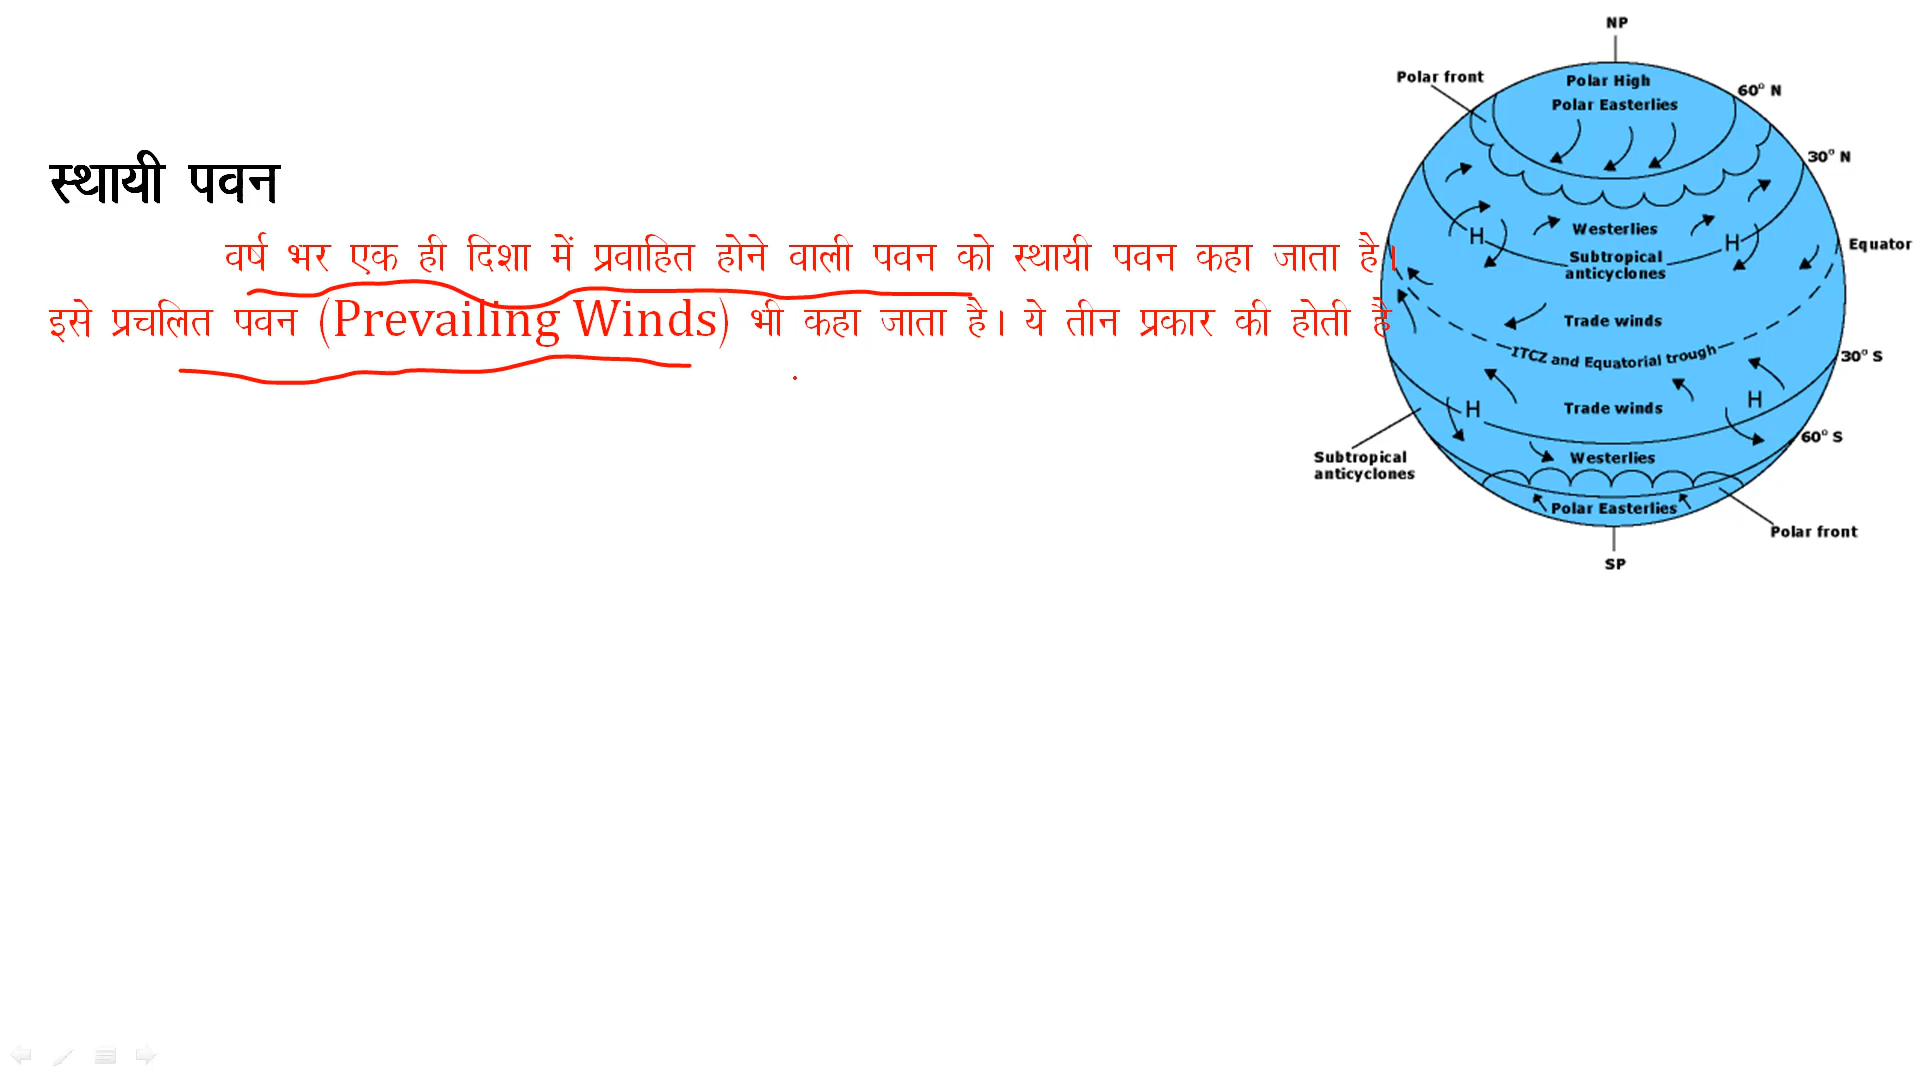 स्थायी पवन
वर्ष भर एक ही दिशा में प्रवाहित होने वाली पवन को स्थायी पवन कहा जाता है।
इसे प्रचलित पवन (Prevailing Winds) भी कहा जाता है। ये तीन प्रकार की होती है
NP
Polar front
Polar High
60° N
Polar Easterlies
30° N
Westerlies
H
H
Equator
Subtropical
anticyclones
Trade winds
ITCZ and Equatorial trough
30° S
H
Trade winds
H
60° S
Subtropical
anticyclones
Westerlies
Polar Easterlies
Polar front
SP